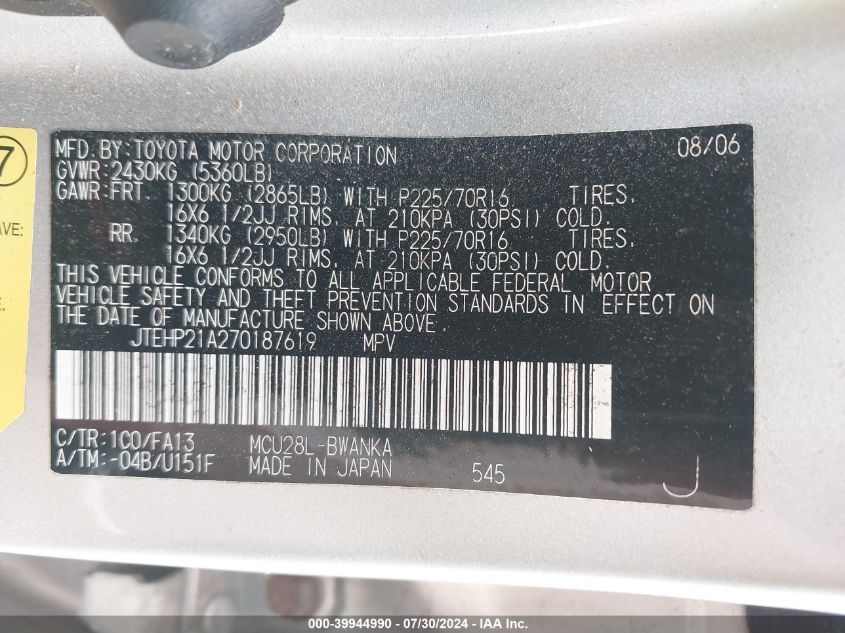 7
MFD.BY:TOYOTA MOTOR CORPORATION 08/06
GVWR:2430KG (5360LB)
GAWR:FRT. 1300KG (2865LB) WITH P225/70R16 TIRES.
16X6 1/2JJ RIMS. AT 210KPA (30PSI) COLD.
AVE:
RR. 1340KG (2950LB) WITH P225/70R16 TIRES.
16X6 1/2JJ RIMS. AT 210KPA (30PSI) COLD.
THIS VEHICLE CONFORMS TO ALL APPLICABLE FEDERAL MOTOR
VEHICLE SAFETY AND THEFT PREVENTION STANDARDS IN EFFECT ON
THE DATE OF MANUFACTURE SHOWN ABOVE.
JTEHP21A270187619 MPV
C/TR:1C0/FA13 MCU28L-BWANKA
A/TM:-04B/U151F MADE IN JAPAN 545
J
000-39944990 / 07/30/2024 - IAA Inc.